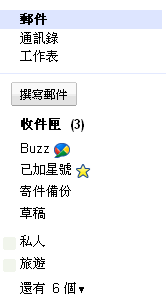 郵件
通訊錄
工作表
撰寫郵件
收件匣 (3)
Buzz
已加星號
寄件備份
草稿
私人
旅遊
還有 6 個▼